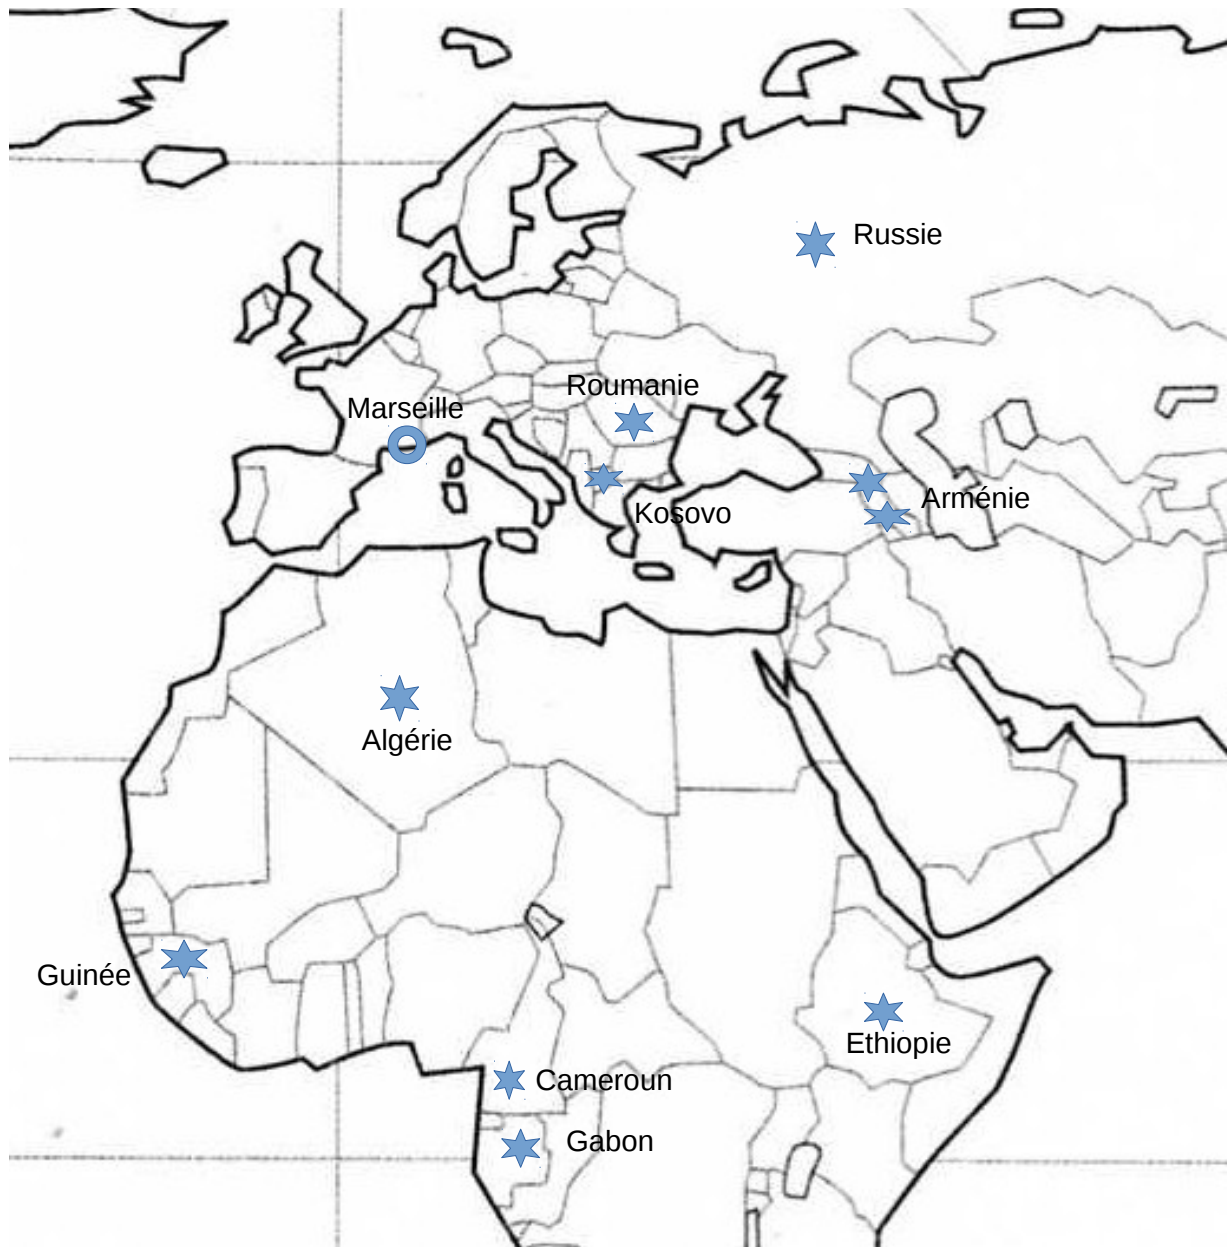 Russie
Roumanie
Marseille
Arménie
Kosovo
Algérie
Guinée
Ethiopie
Cameroun
Gabon